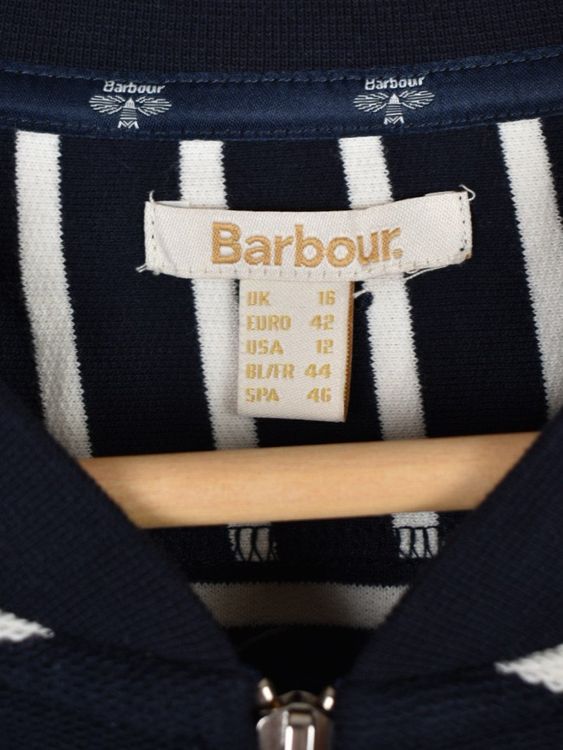 Barbour Barbour
Barbour.
UK 16
EURO 42
USA 12
BL/FR 44
SPA 46